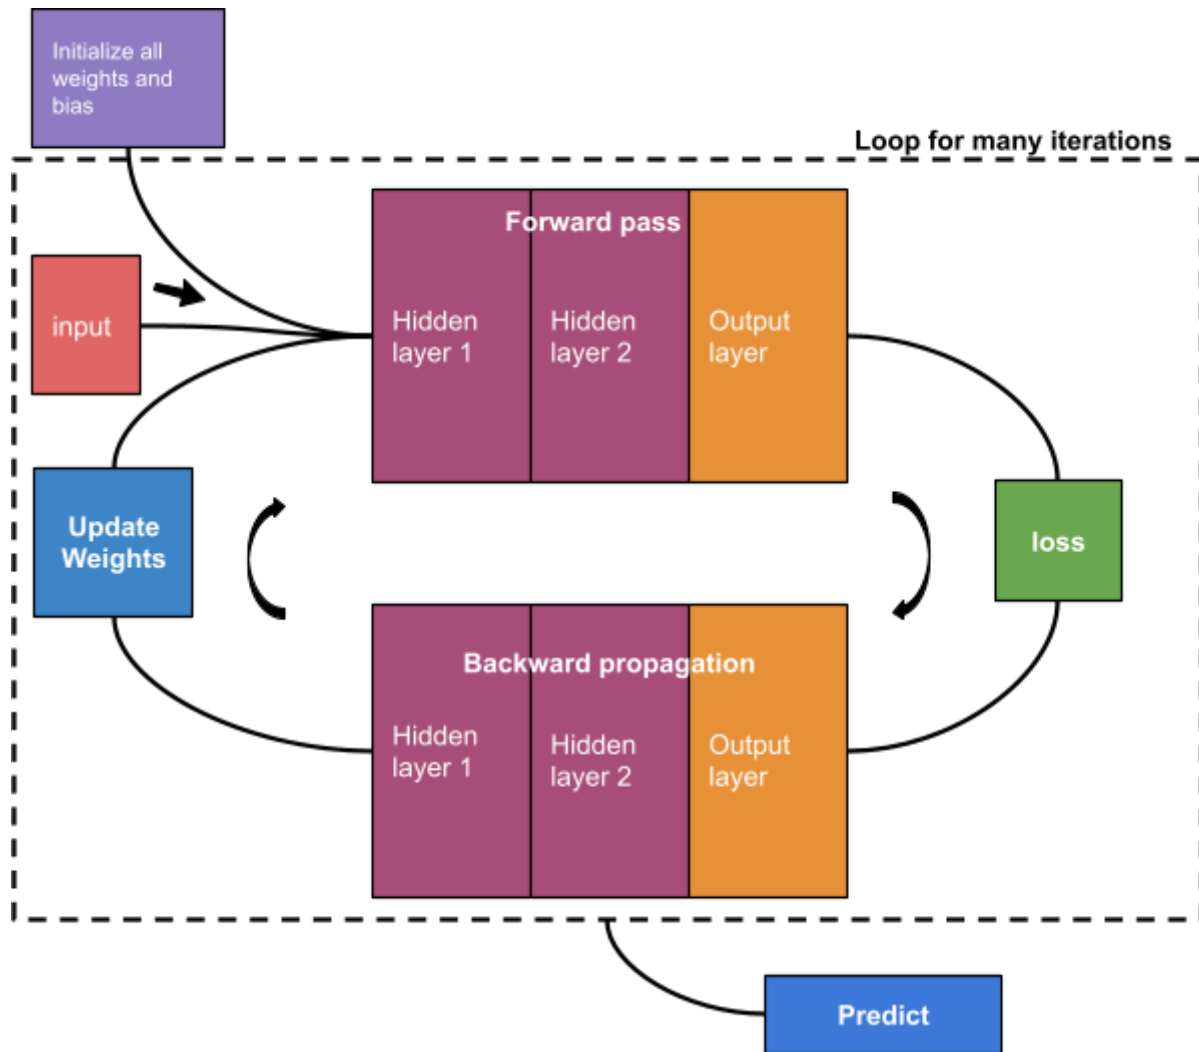 Initialize all
weights and
bias
Loop for many iterations
Forward pass
input
Hidden
layer 1
Hidden
layer 2
Output
layer
Update
Weights
loss
Backward propagation
Hidden
layer 1
Hidden
layer 2
Output
layer
Predict